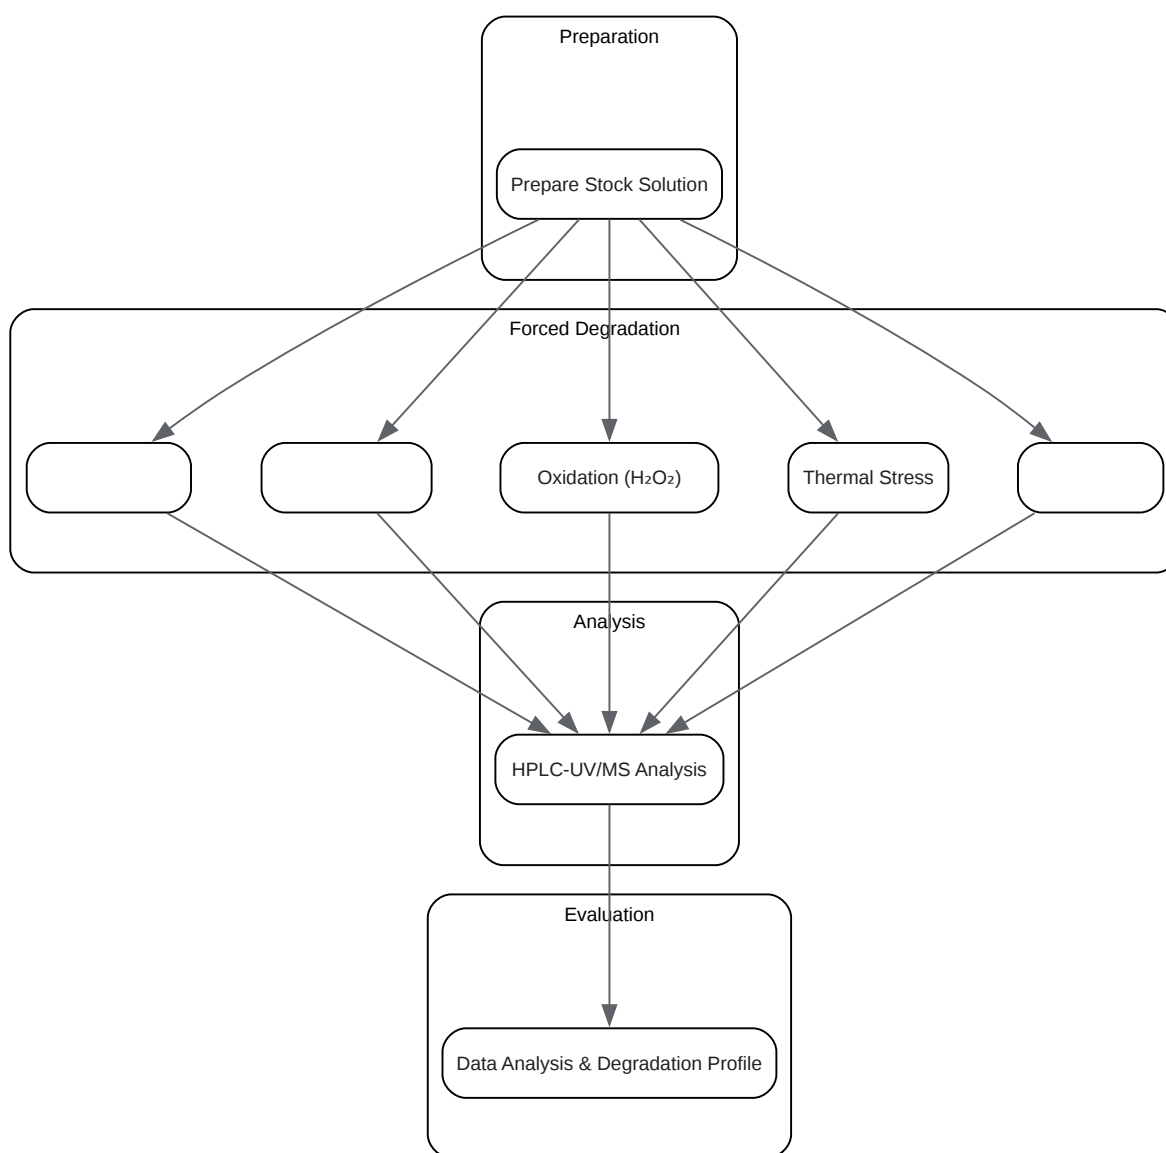 Preparation
Prepare Stock Solution
Forced Degradation
Oxidation (H₂O₂)
Thermal Stress
Analysis
HPLC-UV/MS Analysis
Evaluation
Data Analysis & Degradation Profile